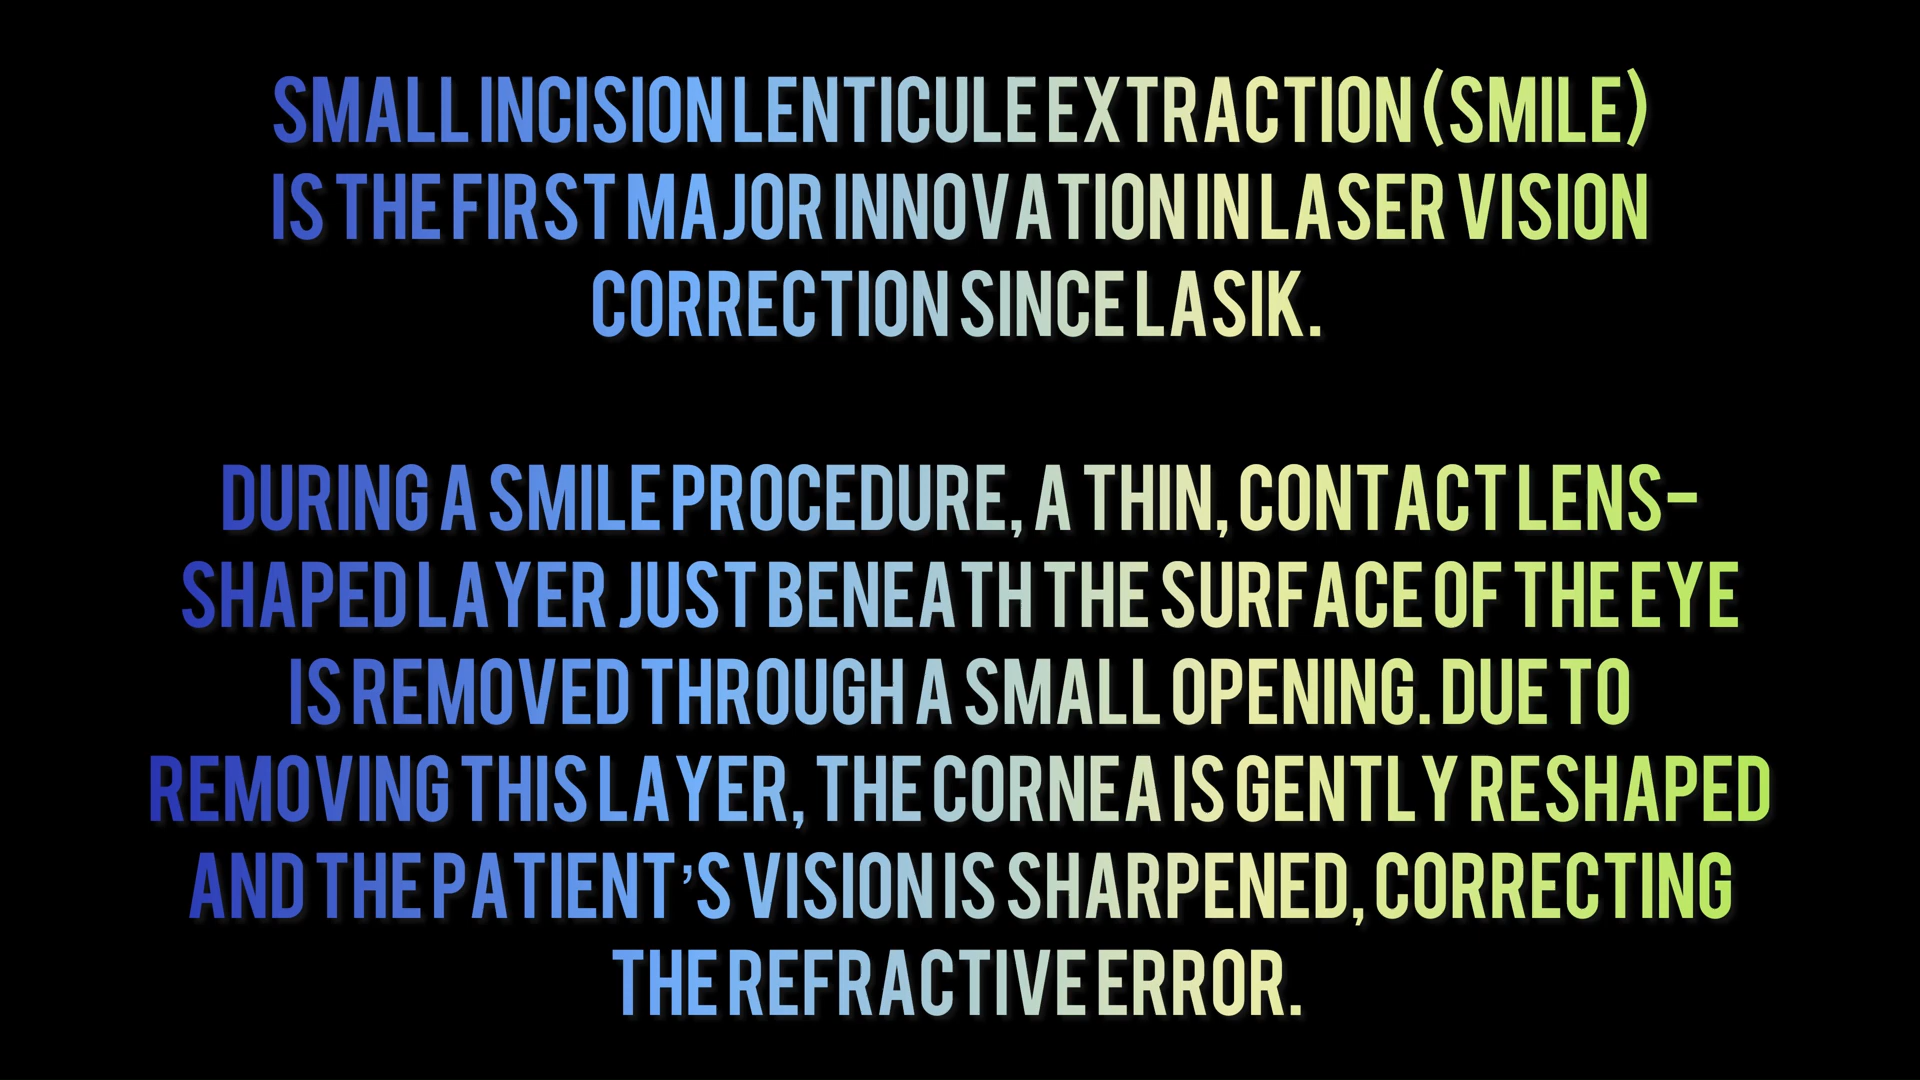 SMALL INCISION LENTICULE EXTRACTION (SMILE)
IS THE FIRST MAJOR INNOVATION IN LASER VISION
CORRECTION SINCE LASIK.
DURING A SMILE PROCEDURE, A THIN, CONTACT LENS-
SHAPED LAYER JUST BENEATH THE SURFACE OF THE EYE
IS REMOVED THROUGH A SMALL OPENING. DUE TO
REMOVING THIS LAYER, THE CORNEA IS GENTLY RESHAPED
AND THE PATIENT'S VISION IS SHARPENED, CORRECTING
THE REFRACTIVE ERROR.